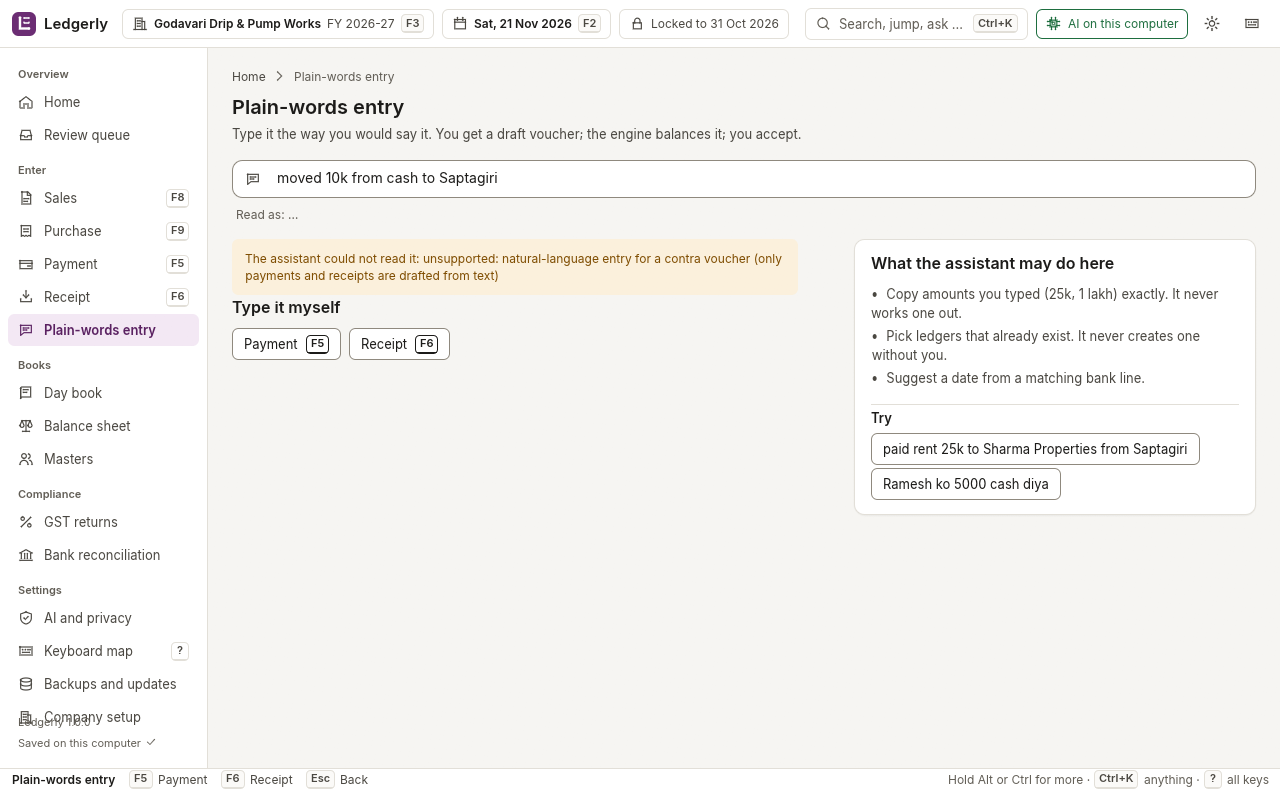 Ledgerly
Godavari Drip & Pump Works FY 2026-27 F3
Sat, 21 Nov 2026 F2
Locked to 31 Oct 2026
Search, jump, ask ... Ctrl+K
AI on this computer
Overview
Home
Review queue
Enter
Sales F8
Purchase F9
Payment F5
Receipt F6
Plain-words entry
Books
Day book
Balance sheet
Masters
Compliance
GST returns
Bank reconciliation
Settings
AI and privacy
Keyboard map ?
Backups and updates
Company setup
Ledgerly 1.0.0
Saved on this computer
Home Plain-words entry
Plain-words entry
Type it the way you would say it. You get a draft voucher; the engine balances it; you accept.
moved 10k from cash to Saptagiri
Read as: ...
The assistant could not read it: unsupported: natural-language entry for a contra voucher (only
payments and receipts are drafted from text)
Type it myself
Payment F5
Receipt F6
What the assistant may do here
• Copy amounts you typed (25k, 1 lakh) exactly. It never
works one out.
• Pick ledgers that already exist. It never creates one
without you.
• Suggest a date from a matching bank line.
Try
paid rent 25k to Sharma Properties from Saptagiri
Ramesh ko 5000 cash diya
Plain-words entry F5 Payment F6 Receipt Esc Back
Hold Alt or Ctrl for more · Ctrl+K anything · ? all keys